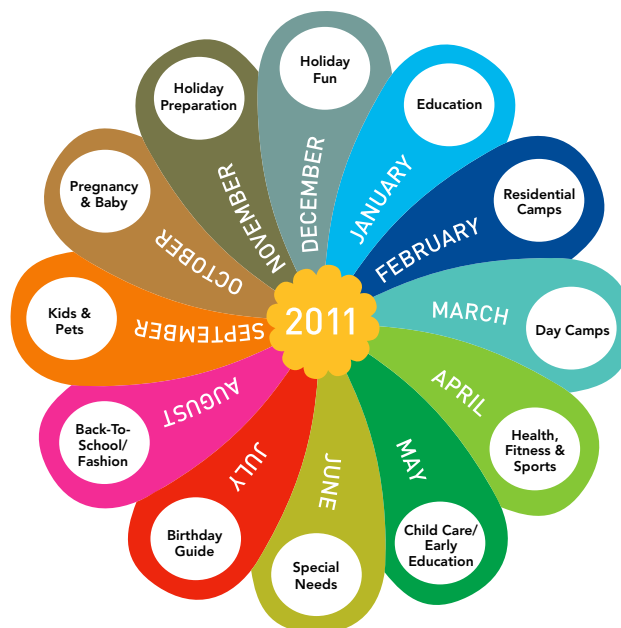 2011
JANUARY
Education
FEBRUARY
Residential
Camps
MARCH
Day Camps
APRIL
Health,
Fitness &
Sports
MAY
Child Care/
Early
Education
JUNE
Special
Needs
JULY
Birthday
Guide
AUGUST
Back-To-
School/
Fashion
SEPTEMBER
Kids &
Pets
OCTOBER
Pregnancy
& Baby
NOVEMBER
Holiday
Preparation
DECEMBER
Holiday
Fun